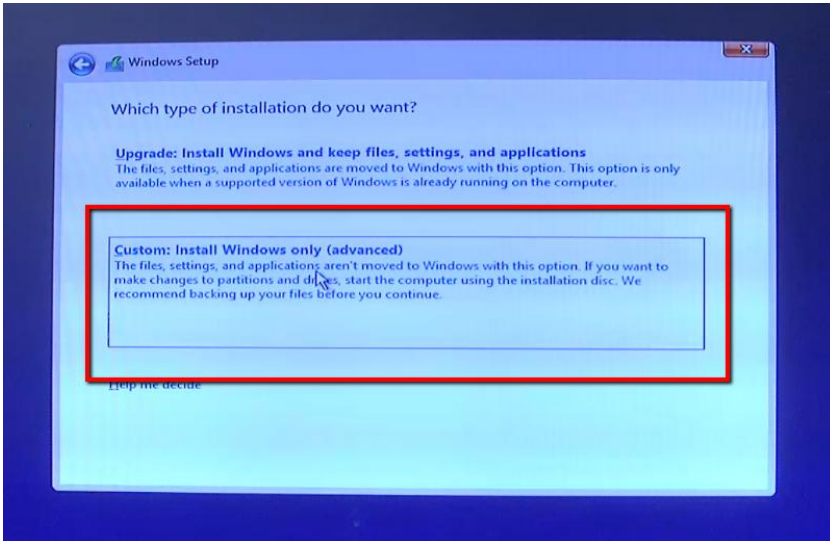 Windows Setup
Which type of installation do you want?
Upgrade: Install Windows and keep files, settings, and applications
The files, settings, and applications are moved to Windows with this option. This option is only
available when a supported version of Windows is already running on the computer.
Custom: Install Windows only (advanced)
The files, settings, and applications aren't moved to Windows with this option. If you want to
make changes to partitions and drives, start the computer using the installation disc. We
recommend backing up your files before you continue.
Help me decide